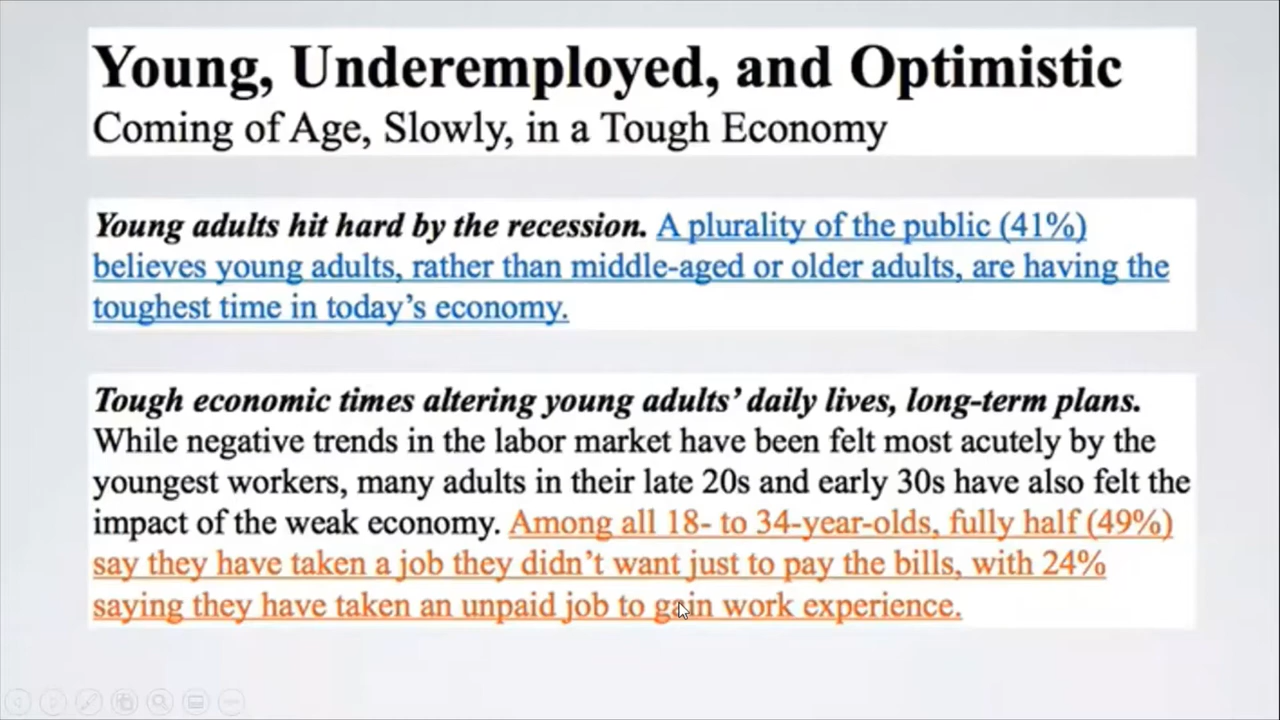 Young, Underemployed, and Optimistic
Coming of Age, Slowly, in a Tough Economy
Young adults hit hard by the recession. A plurality of the public (41%)
believes young adults, rather than middle-aged or older adults, are having the
toughest time in today’s economy.
Tough economic times altering young adults’ daily lives, long-term plans.
While negative trends in the labor market have been felt most acutely by the
youngest workers, many adults in their late 20s and early 30s have also felt the
impact of the weak economy. Among all 18- to 34-year-olds, fully half (49%)
say they have taken a job they didn’t want just to pay the bills, with 24%
saying they have taken an unpaid job to gain work experience.